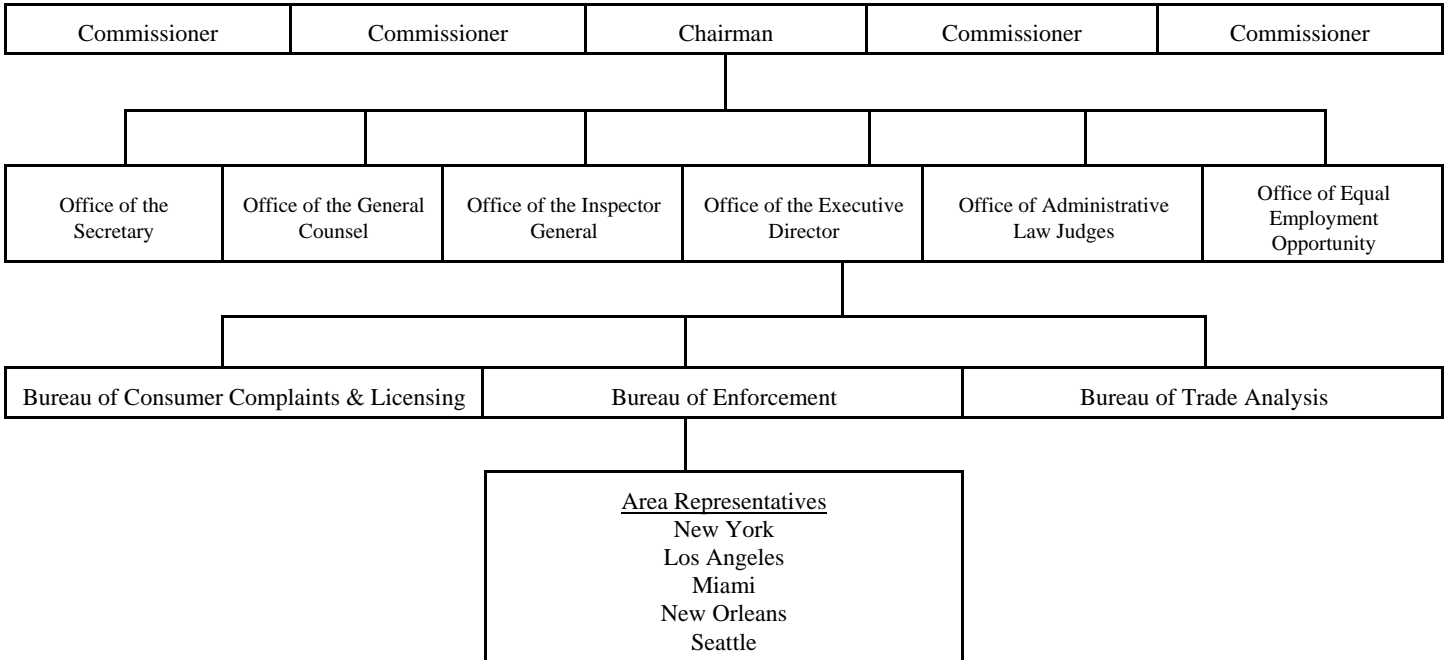 Commissioner
Commissioner
Chairman
Commissioner
Commissioner
Office of the
Secretary
Office of the General
Counsel
Office of the Inspector
General
Office of the Executive
Director
Office of Administrative
Law Judges
Office of Equal
Employment
Opportunity
Bureau of Consumer Complaints & Licensing
Bureau of Enforcement
Bureau of Trade Analysis
Area Representatives
New York
Los Angeles
Miami
New Orleans
Seattle